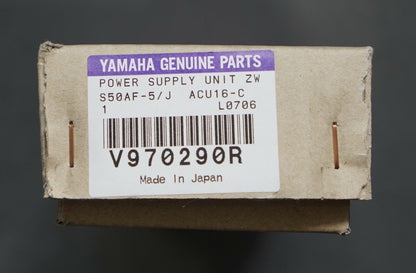 YAMAHA GENUINE PARTS
POWER SUPPLY UNIT ZW
S50AF-5/J ACU16-C
1 L0706
V970290R
Made In Japan